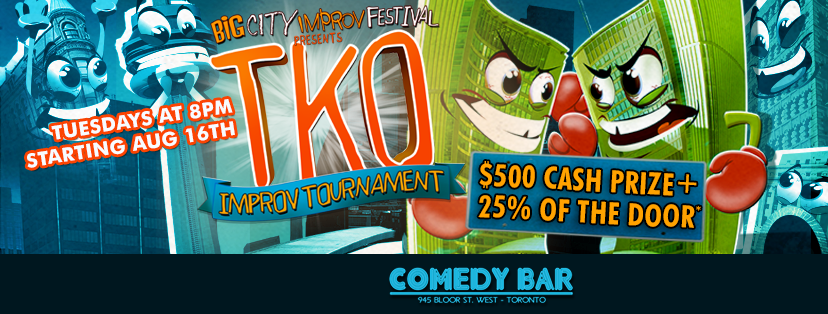 BiG CITY IMPROV FESTIVAL
PRESENTS
TKO
IMPROV TOURNAMENT
TUESDAYS AT 8PM
STARTING AUG 16TH
$500 CASH PRIZE+
25% OF THE DOOR*
COMEDY BAR
945 BLOOR ST. WEST - TORONTO